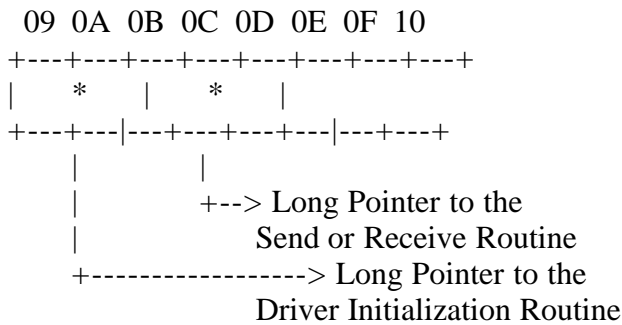 09 0A 0B 0C 0D 0E 0F 10
+---+---+---+---+---+---+---+---+
| * | * |
+---+---|---+---+---+---|---+---+
| |
| +--> Long Pointer to the
| Send or Receive Routine
+------------------> Long Pointer to the
Driver Initialization Routine